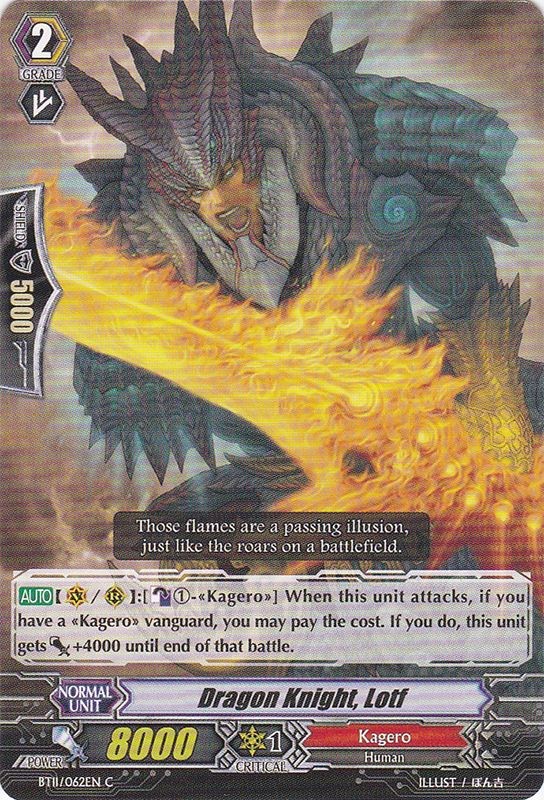 2
GRADE
SHIELD
5000
Those flames are a passing illusion,
just like the roars on a battlefield.
AUTO【 V / R 】:[ ①-«Kagero»] When this unit attacks, if you
have a «Kagero» vanguard, you may pay the cost. If you do, this unit
gets +4000 until end of that battle.
NORMAL
UNIT
Dragon Knight, Lotf
POWER
8000
1
CRITICAL
Kagero
Human
BT11/062EN C
ILLUST / ぽん吉